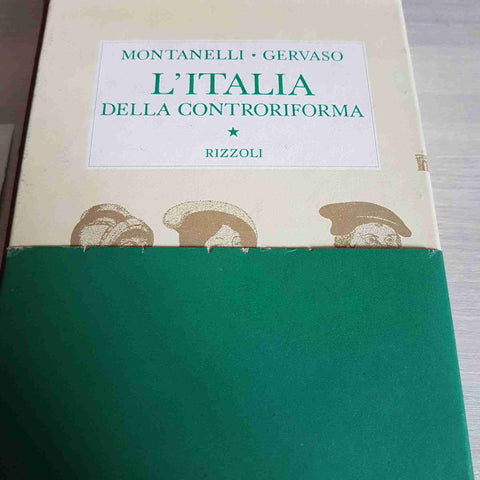 MONTANELLI • GERVASO
L'ITALIA
DELLA CONTRORIFORMA
★
RIZZOLI